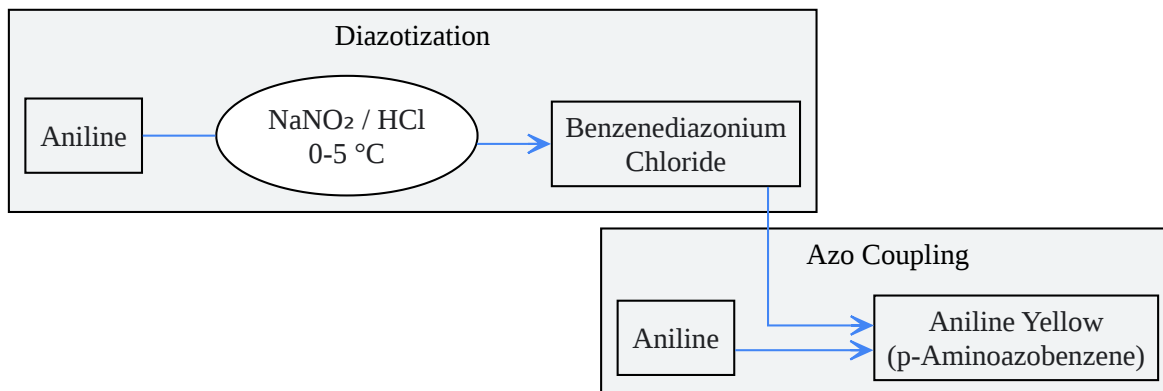 Diazotization
Aniline
NaNO₂ / HCl
0-5 °C
Benzenediazonium
Chloride
Azo Coupling
Aniline
Aniline Yellow
(p-Aminoazobenzene)